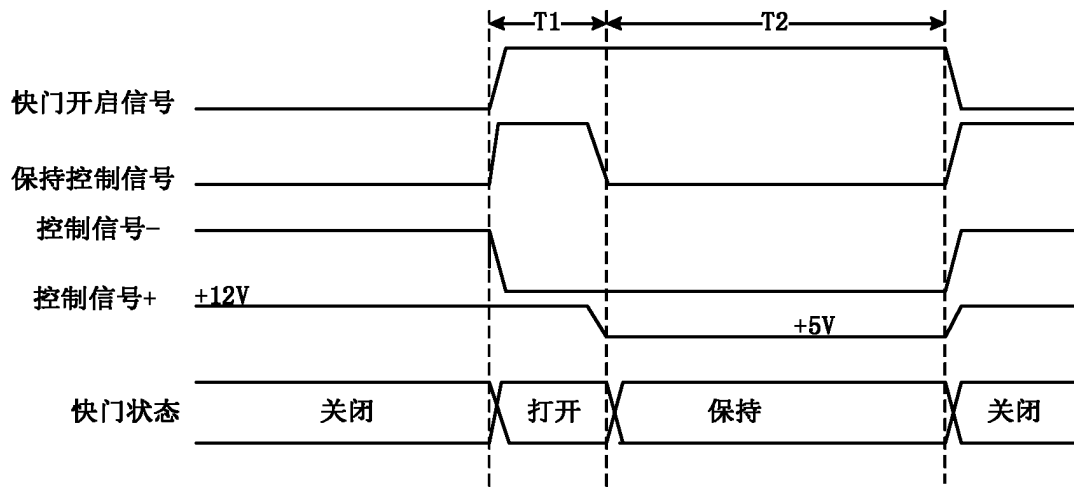 T1
T2
快门开启信号
保持控制信号
控制信号-
控制信号+
+12V
+5V
快门状态
关闭
打开
保持
关闭